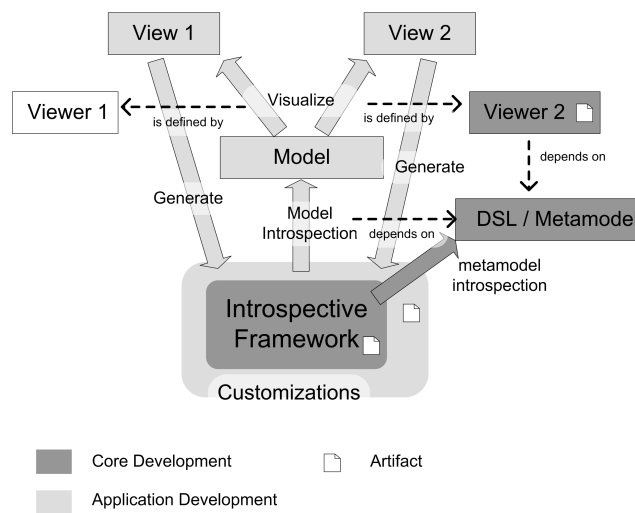 View 1
View 2
Viewer 1
Visualize
Viewer 2
is defined by
is defined by
depends on
Model
Generate
Generate
Model
Introspection
depends on
DSL / Metamode
metamodel
introspection
Introspective
Framework
Customizations
Core Development
Artifact
Application Development